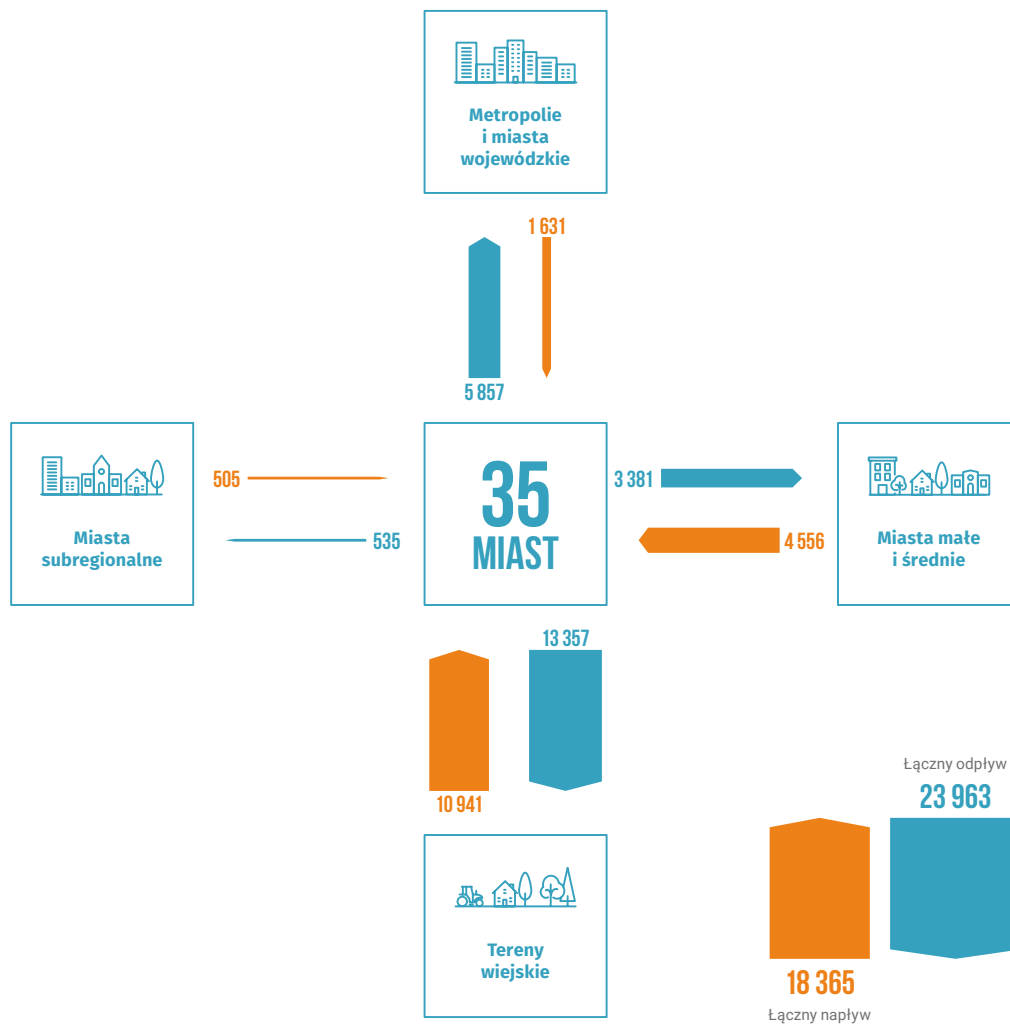 Metropolie
i miasta
wojewódzkie
1 631
5 857
Miasta
subregionalne
505
535
35
MIAST
3 381
4 556
Miasta małe
i średnie
13 357
10 941
Tereny
wiejskie
Łączny odpływ
23 963
18 365
Łączny napływ